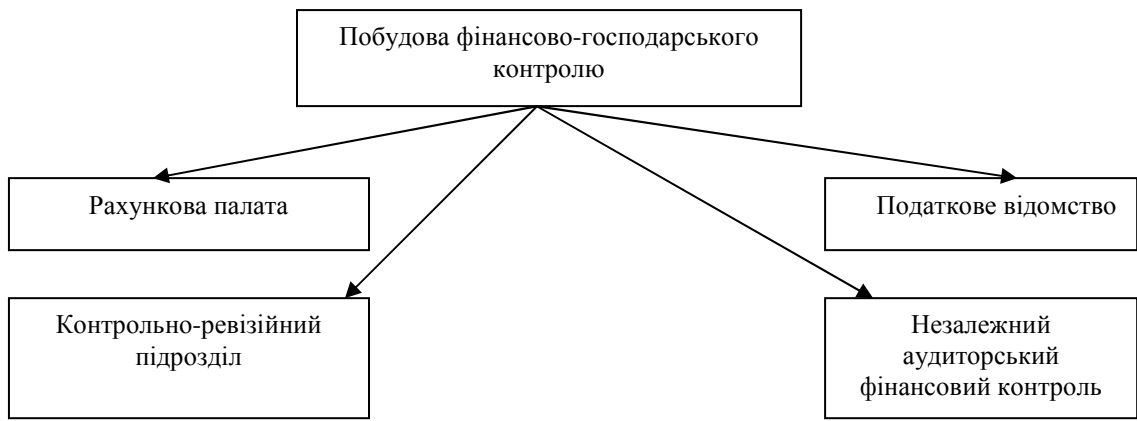 Побудова фінансово-господарського
контролю
Рахункова палата
Податкове відомство
Контрольно-ревізійний
підрозділ
Незалежний
аудиторський
фінансовий контроль